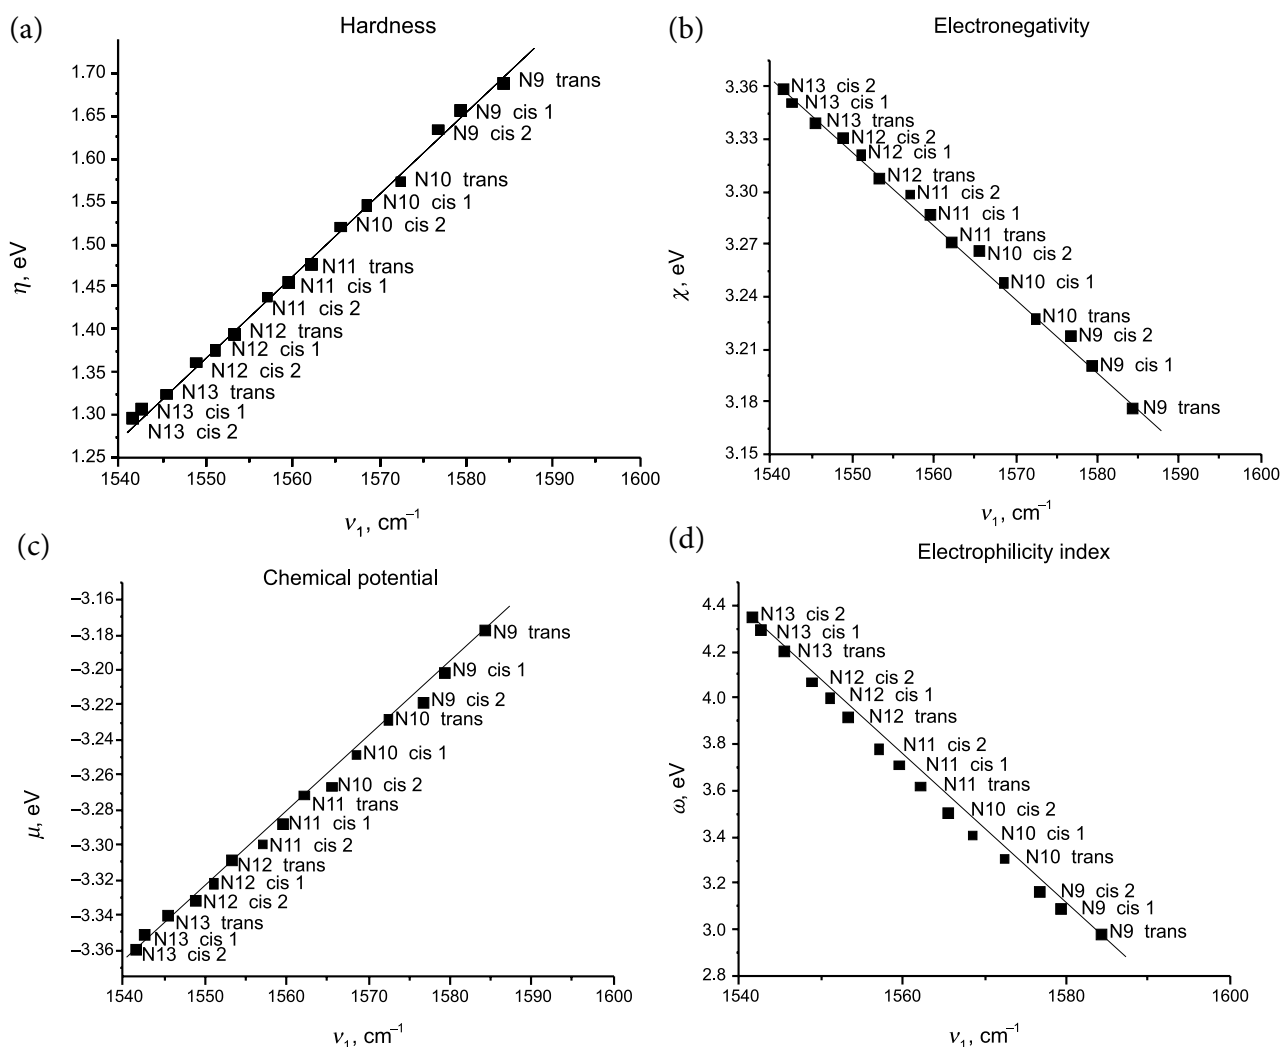 (a)
Hardness
η, eV
1.70
1.65
1.60
1.55
1.50
1.45
1.40
1.35
1.30
1.25
N9 trans
N9 cis 1
N9 cis 2
N10 trans
N10 cis 1
N10 cis 2
N11 trans
N11 cis 1
N11 cis 2
N12 trans
N12 cis 1
N12 cis 2
N13 trans
N13 cis 1
N13 cis 2
1540 1550 1560 1570 1580 1590 1600
ν1, cm–1
(b)
Electronegativity
χ, eV
3.36
3.33
3.30
3.27
3.24
3.21
3.18
3.15
N13 cis 2
N13 cis 1
N13 trans
N12 cis 2
N12 cis 1
N12 trans
N11 cis 2
N11 cis 1
N11 trans
N10 cis 2
N10 cis 1
N10 trans
N9 cis 2
N9 cis 1
N9 trans
1540 1550 1560 1570 1580 1590 1600
ν1, cm–1
(c)
Chemical potential
μ, eV
–3.16
–3.18
–3.20
–3.22
–3.24
–3.26
–3.28
–3.30
–3.32
–3.34
–3.36
N9 trans
N9 cis 1
N9 cis 2
N10 trans
N10 cis 1
N10 cis 2
N11 trans
N11 cis 1
N11 cis 2
N12 trans
N12 cis 1
N12 cis 2
N13 trans
N13 cis 1
N13 cis 2
1540 1550 1560 1570 1580 1590 1600
ν1, cm–1
(d)
Electrophilicity index
ω, eV
4.4
4.2
4.0
3.8
3.6
3.4
3.2
3.0
2.8
N13 cis 2
N13 cis 1
N13 trans
N12 cis 2
N12 cis 1
N12 trans
N11 cis 2
N11 cis 1
N11 trans
N10 cis 2
N10 cis 1
N10 trans
N9 cis 2
N9 cis 1
N9 trans
1540 1560 1580 1600
ν1, cm–1